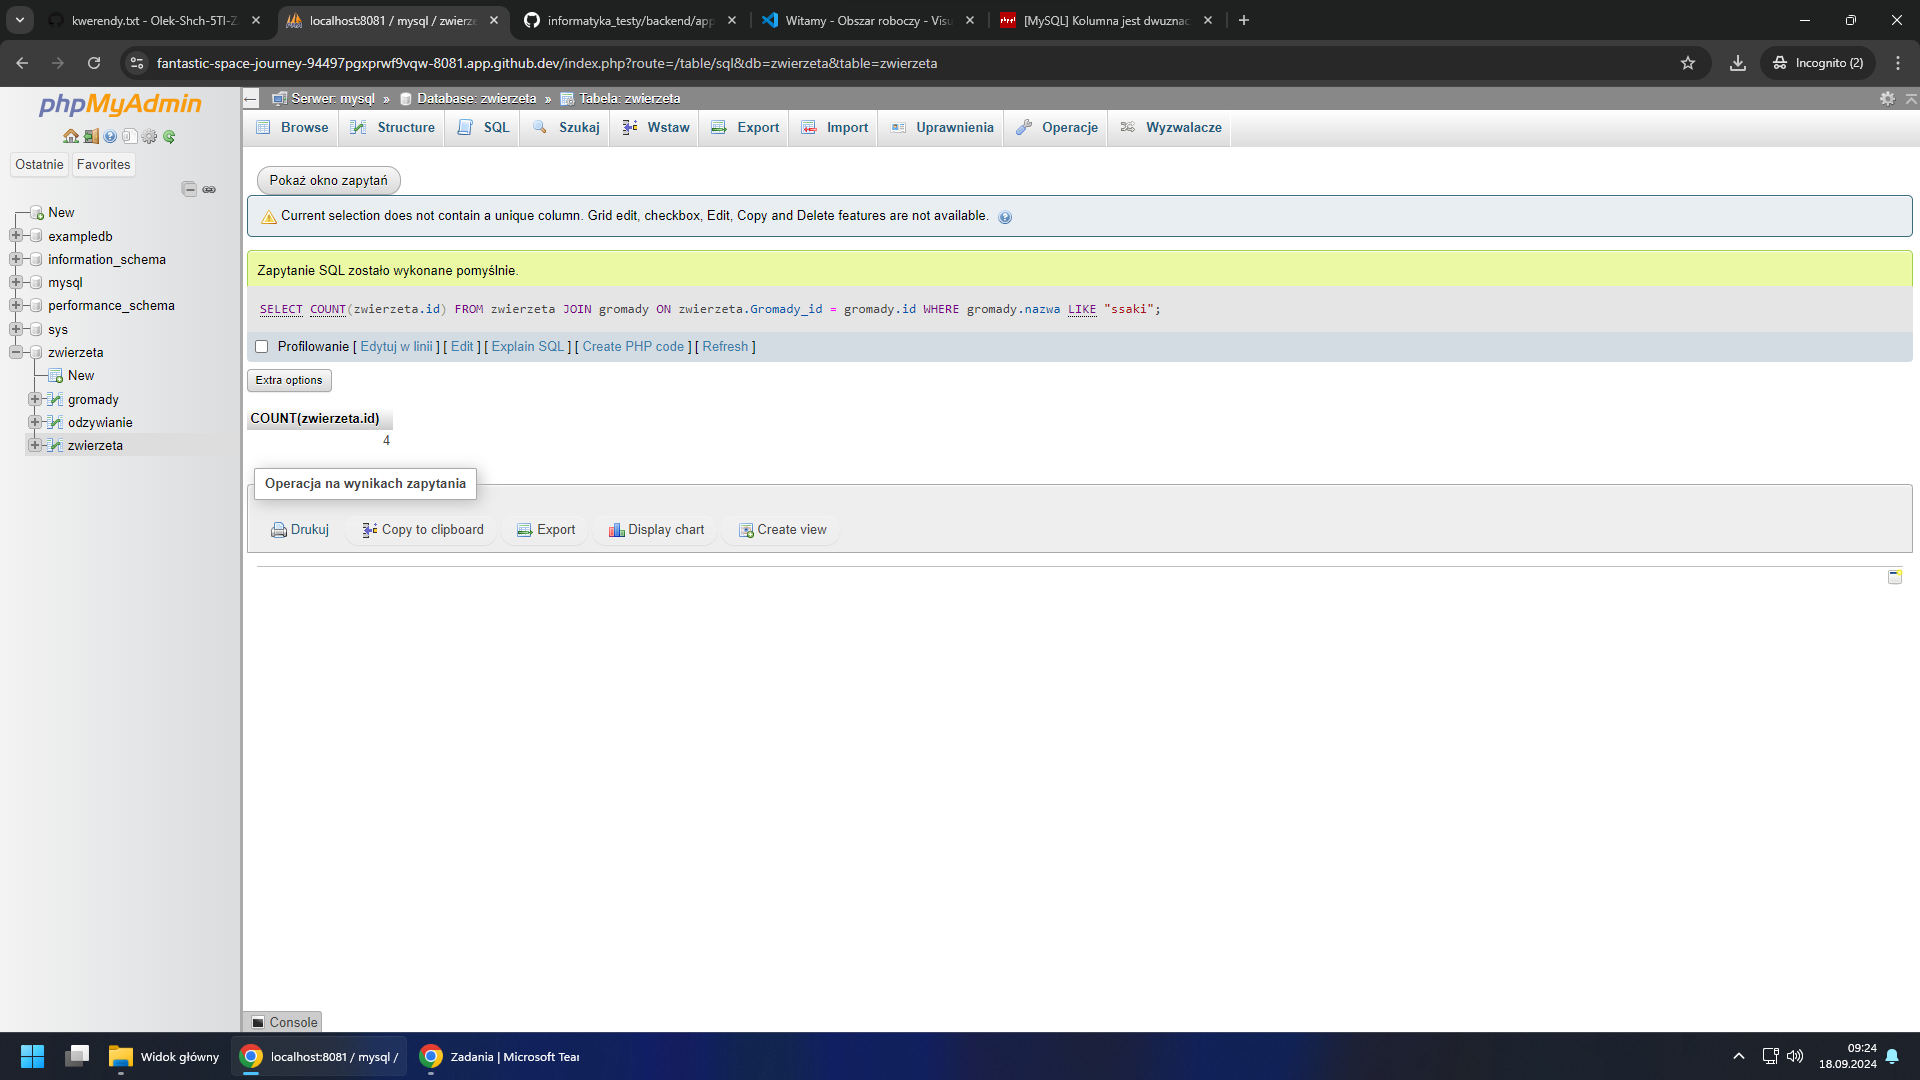 kwerendy.txt - Olek-Shch-5TI-Z
localhost:8081 / mysql / zwierze
informatyka_testy/backend/app
Witamy - Obszar roboczy - Visu
[MySQL] Kolumna jest dwuznac
fantastic-space-journey-94497pgxprwf9vqw-8081.app.github.dev/index.php?route=/table/sql&db=zwierzeta&table=zwierzeta
Incognito (2)
phpMyAdmin
Ostatnie Favorites
New
exampledb
information_schema
mysql
performance_schema
sys
zwierzeta
New
gromady
odzywianie
zwierzeta
Serwer: mysql » Database: zwierzeta » Tabela: zwierzeta
Browse Structure SQL Szukaj Wstaw Export Import Uprawnienia Operacje Wyzwalacze
Pokaż okno zapytań
Current selection does not contain a unique column. Grid edit, checkbox, Edit, Copy and Delete features are not available.
Zapytanie SQL zostało wykonane pomyślnie.
SELECT COUNT(zwierzeta.id) FROM zwierzeta JOIN gromady ON zwierzeta.Gromady_id = gromady.id WHERE gromady.nazwa LIKE "ssaki";
Profilowanie [ Edytuj w linii ] [ Edit ] [ Explain SQL ] [ Create PHP code ] [ Refresh ]
Extra options
COUNT(zwierzeta.id)
4
Operacja na wynikach zapytania
Drukuj Copy to clipboard Export Display chart Create view
Console
Widok główny
localhost:8081 / mysql /
Zadania | Microsoft Tear
09:24
18.09.2024